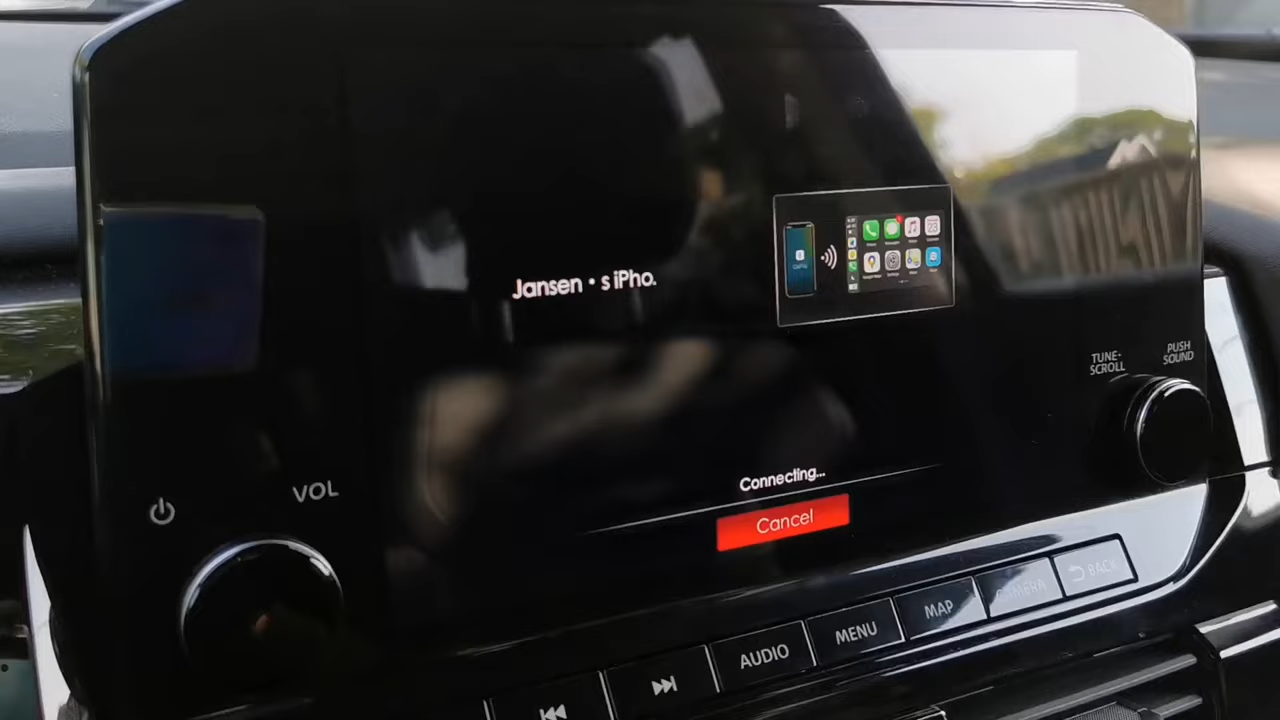 Jansen • s iPho.
TUNE-
SCROLL
PUSH
SOUND
VOL
Connecting...
Cancel
AUDIO
MENU
MAP
CAMERA
BACK